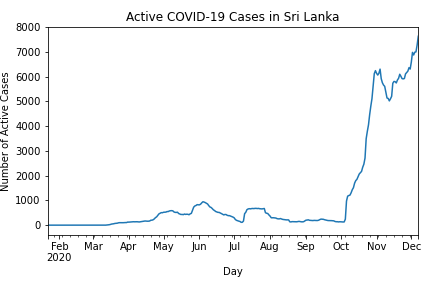 Active COVID-19 Cases in Sri Lanka
Number of Active Cases
8000
7000
6000
5000
4000
3000
2000
1000
0
Feb Mar Apr May Jun Jul Aug Sep Oct Nov Dec
2020
Day